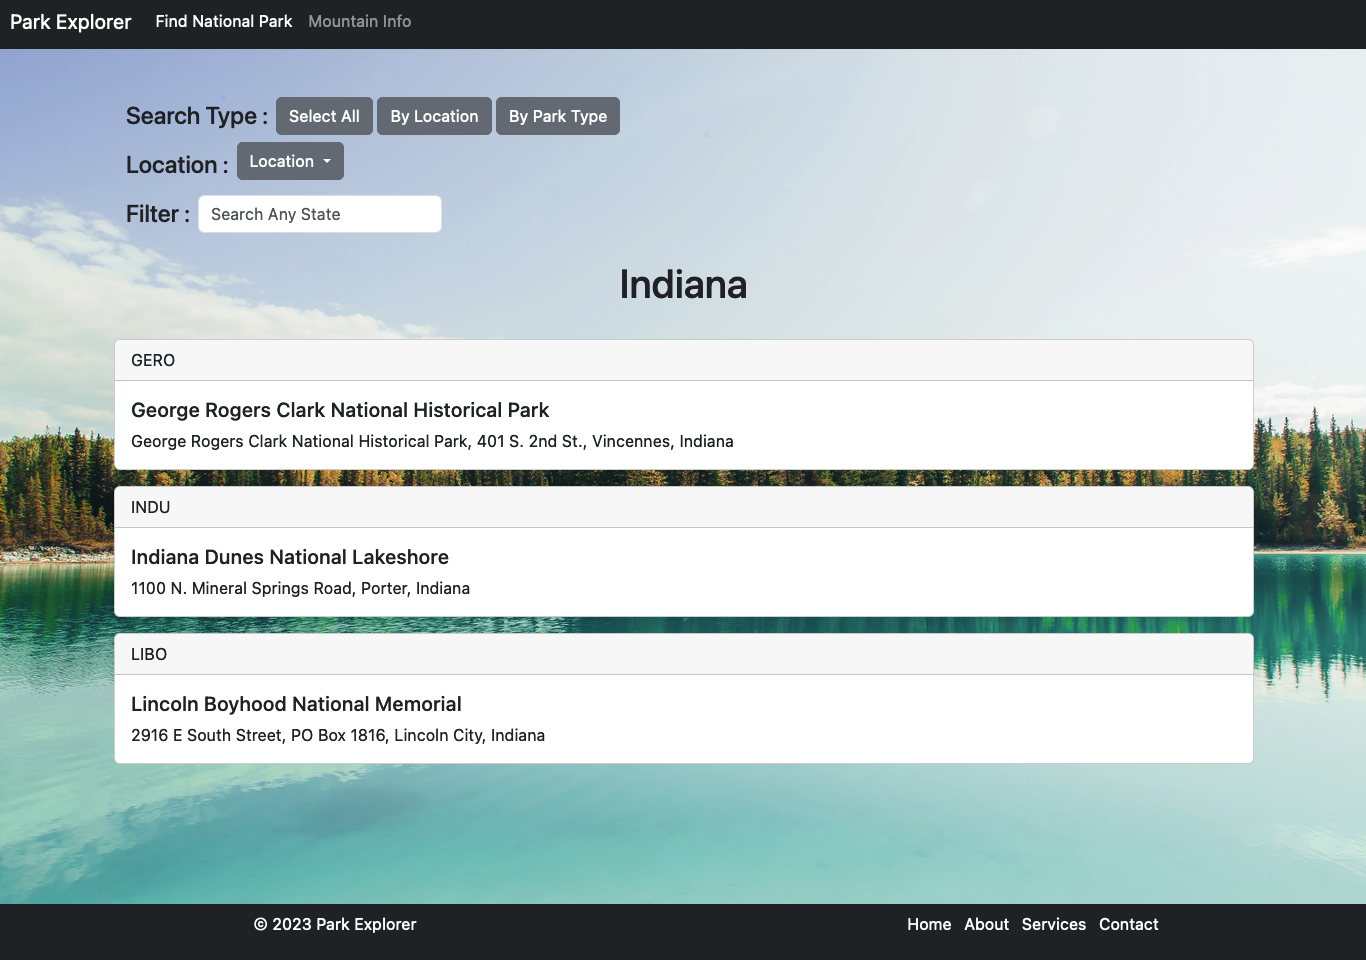 Park Explorer Find National Park Mountain Info
Search Type : Select All By Location By Park Type
Location : Location
Filter : Search Any State
Indiana
GERO
George Rogers Clark National Historical Park
George Rogers Clark National Historical Park, 401 S. 2nd St., Vincennes, Indiana
INDU
Indiana Dunes National Lakeshore
1100 N. Mineral Springs Road, Porter, Indiana
LIBO
Lincoln Boyhood National Memorial
2916 E South Street, PO Box 1816, Lincoln City, Indiana
© 2023 Park Explorer Home About Services Contact